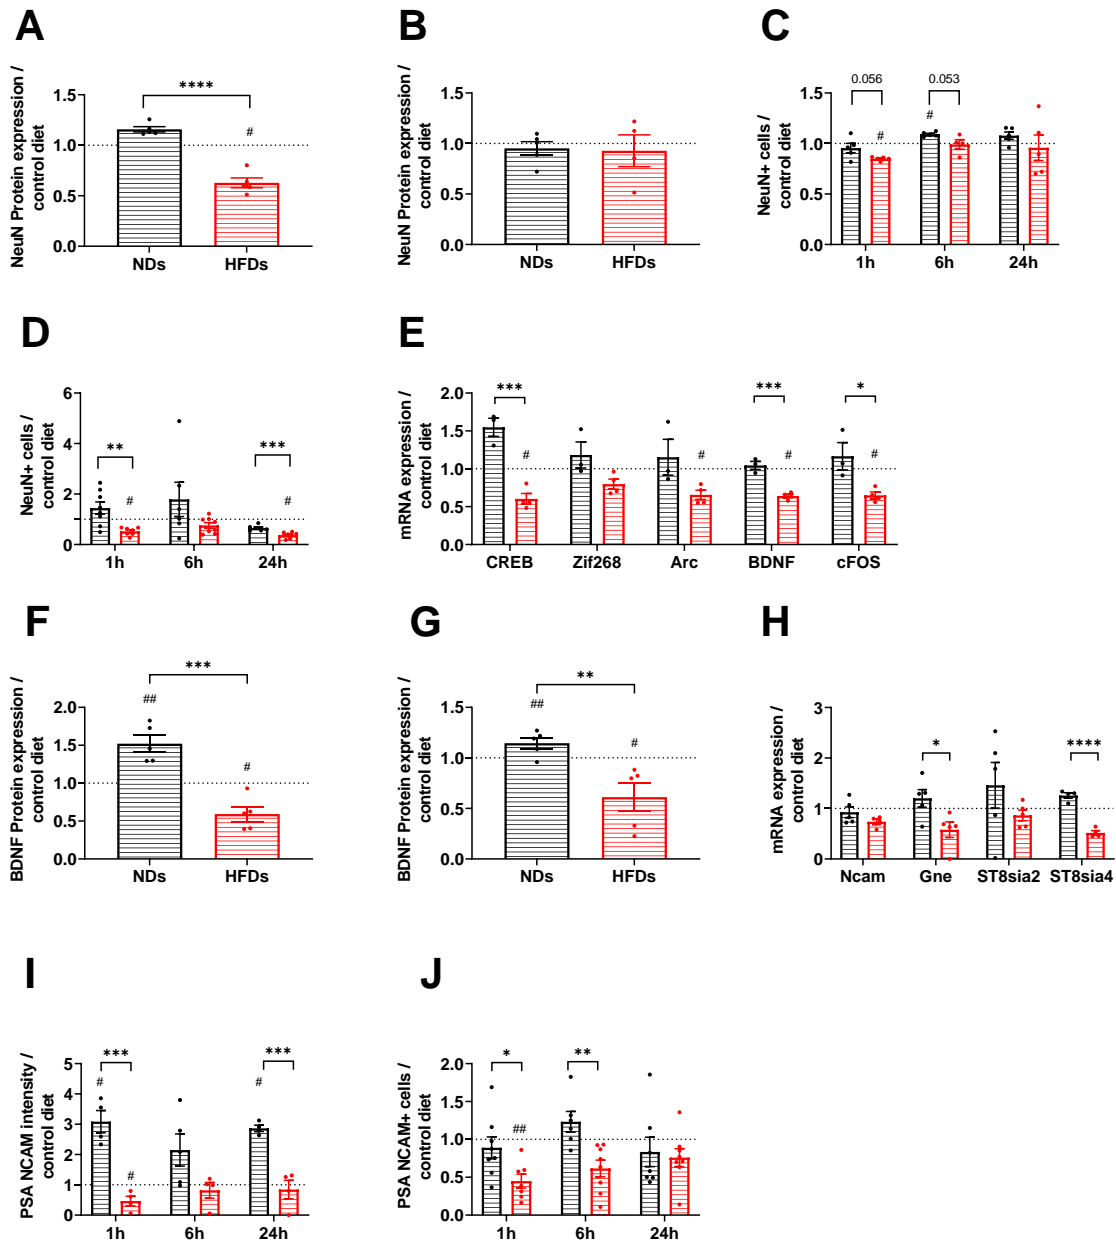 A
NeuN Protein expression /
control diet
1.5
1.0
0.5
0.0
****
#
NDs
HFDs
B
NeuN Protein expression /
control diet
1.5
1.0
0.5
0.0
NDs
HFDs
C
NeuN+ cells /
control diet
1.5
1.0
0.5
0.0
0.056
0.053
#
#
1h
6h
24h
D
NeuN+ cells /
control diet
6
4
2
0
**
***
#
#
1h
6h
24h
E
mRNA expression /
control diet
2.0
1.5
1.0
0.5
0.0
***
***
*
#
#
#
#
CREB
Zif268
Arc
BDNF
cFOS
F
BDNF Protein expression /
control diet
2.0
1.5
1.0
0.5
0.0
***
##
#
NDs
HFDs
G
BDNF Protein expression /
control diet
1.5
1.0
0.5
0.0
**
##
#
NDs
HFDs
H
mRNA expression /
control diet
3
2
1
0
*
****
Ncam
Gne
ST8sia2
ST8sia4
I
PSA NCAM intensity /
control diet
5
4
3
2
1
0
***
***
#
#
#
1h
6h
24h
J
PSA NCAM+ cells /
control diet
2.0
1.5
1.0
0.5
0.0
*
**
##
1h
6h
24h